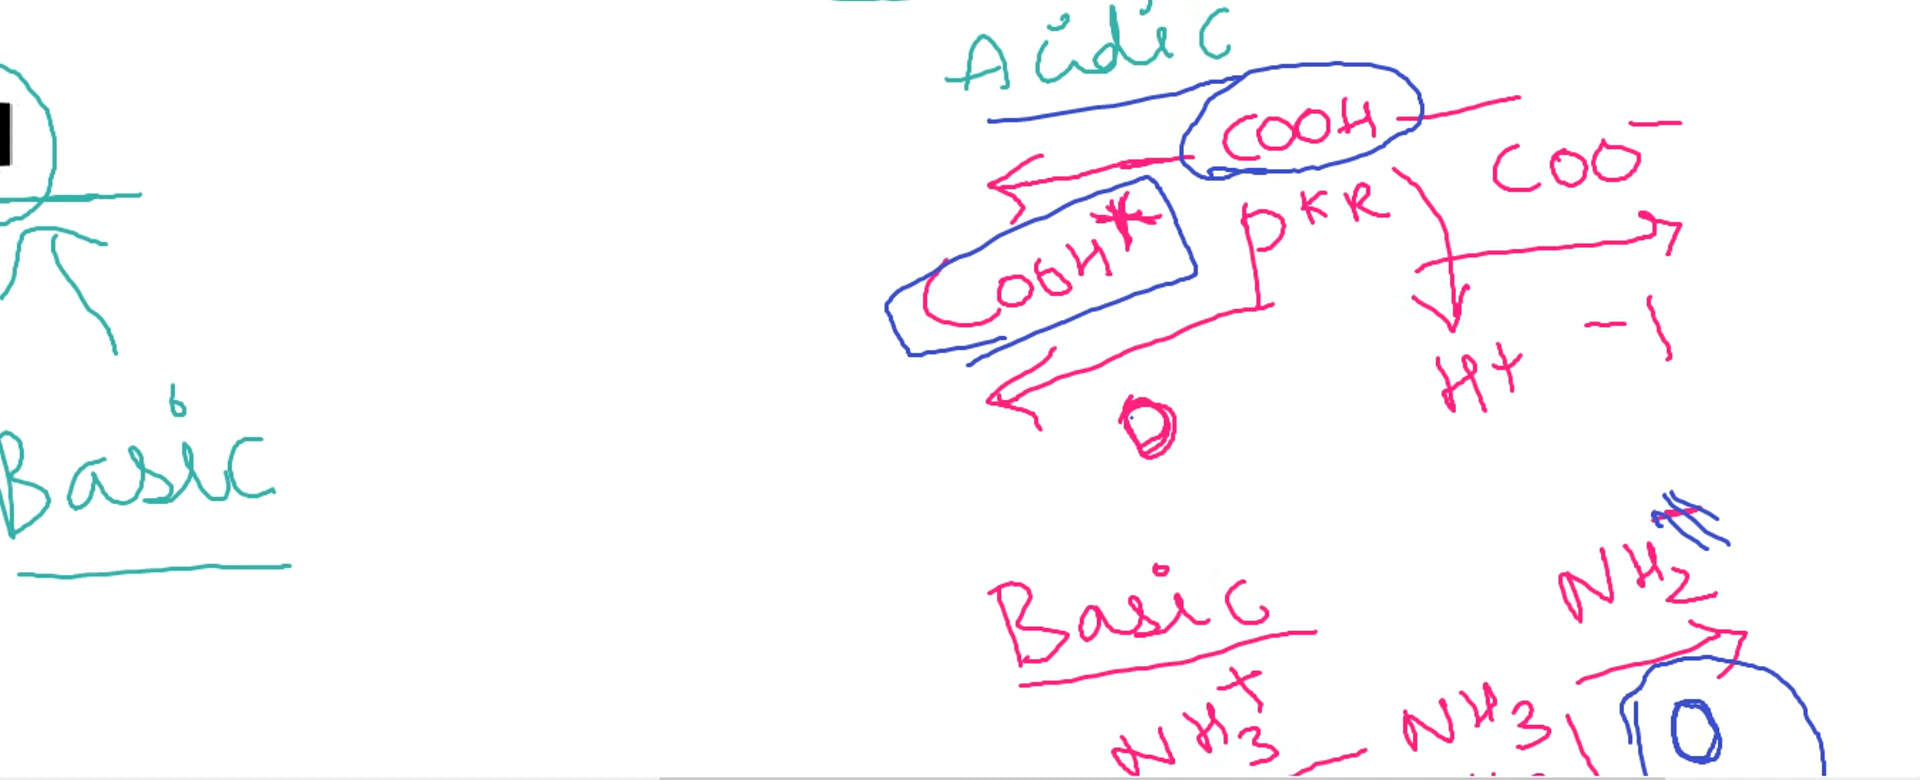 Acidic
COOH
COO⁻
COOH*
pKR
-1
H+
0
Basic
NH2
Basic
NH3+
NH3
0